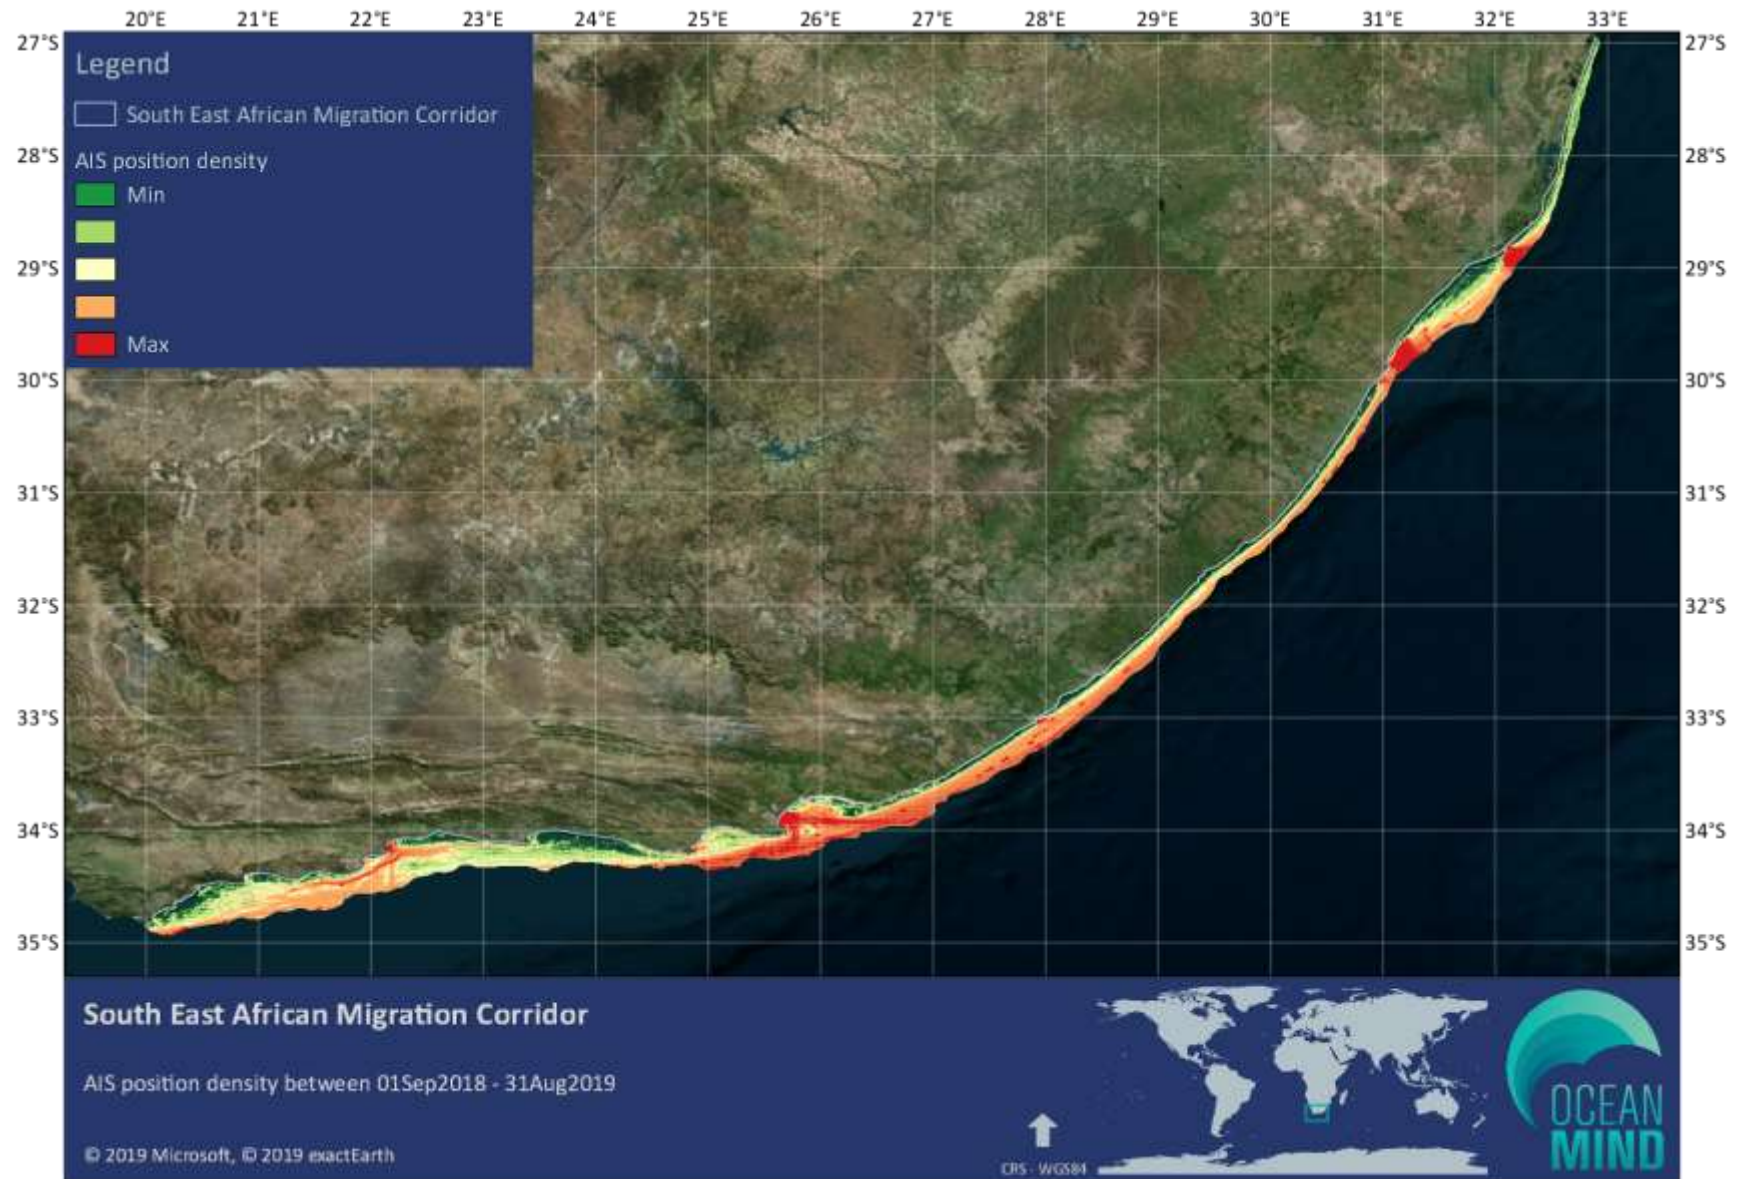 20°E 21°E 22°E 23°E 24°E 25°E 26°E 27°E 28°E 29°E 30°E 31°E 32°E 33°E
27°S 27°S
Legend
South East African Migration Corridor
28°S AIS position density 28°S
Min
29°S 29°S
Max
30°S 30°S
31°S 31°S
32°S 32°S
33°S 33°S
34°S 34°S
35°S 35°S
South East African Migration Corridor
AIS position density between 01Sep2018 - 31Aug2019
© 2019 Microsoft, © 2019 exactEarth
CRS - WGS84
OCEAN
MIND